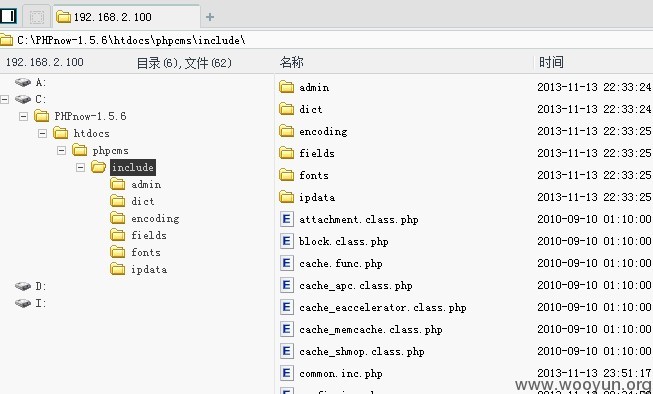 192.168.2.100
C:\PHPnow-1.5.6\htdocs\phpcms\include\
192.168.2.100 目录(6),文件(62) 名称 时间
A:
C:
PHPnow-1.5.6
htdocs
phpcms
include
admin
dict
encoding
fields
fonts
ipdata
D:
I:
admin 2013-11-13 22:33:24
dict 2013-11-13 22:33:24
encoding 2013-11-13 22:33:25
fields 2013-11-13 22:33:25
fonts 2013-11-13 22:33:25
ipdata 2013-11-13 22:33:25
attachment.class.php 2010-09-10 01:10:00
block.class.php 2010-09-10 01:10:00
cache.func.php 2010-09-10 01:10:00
cache_apc.class.php 2010-09-10 01:10:00
cache_eaccelerator.class.php 2010-09-10 01:10:00
cache_memcache.class.php 2010-09-10 01:10:00
cache_shmop.class.php 2010-09-10 01:10:00
common.inc.php 2013-11-13 23:51:17
www.wooyun.org